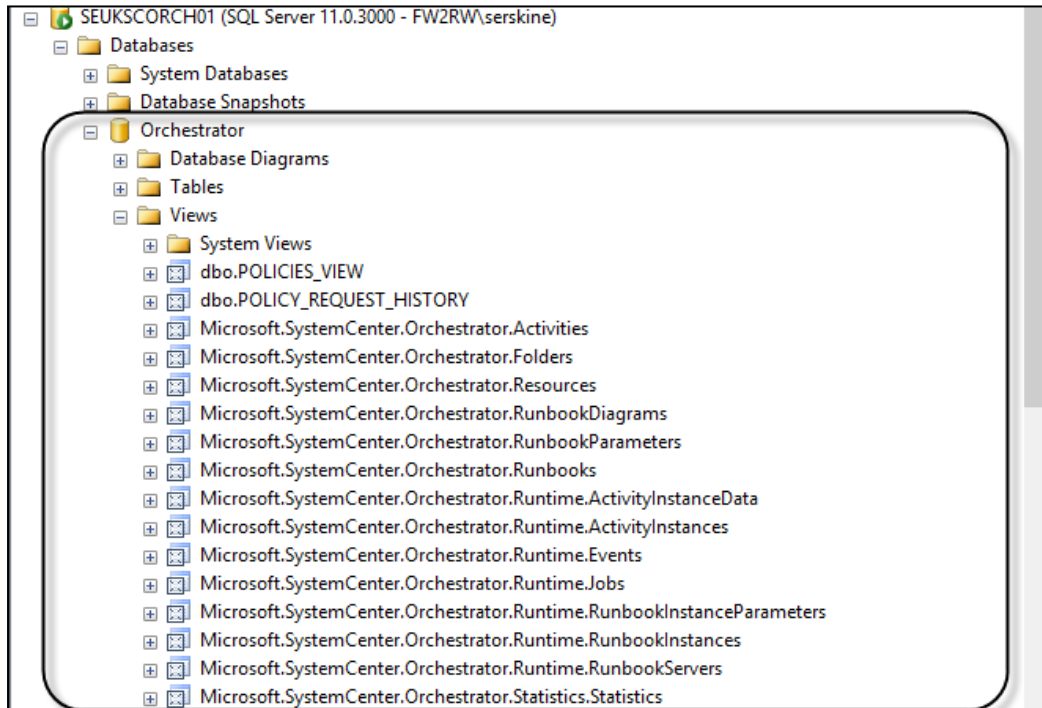 SEUKSCORCH01 (SQL Server 11.0.3000 - FW2RW\serskine)
Databases
System Databases
Database Snapshots
Orchestrator
Database Diagrams
Tables
Views
System Views
dbo.POLICIES_VIEW
dbo.POLICY_REQUEST_HISTORY
Microsoft.SystemCenter.Orchestrator.Activities
Microsoft.SystemCenter.Orchestrator.Folders
Microsoft.SystemCenter.Orchestrator.Resources
Microsoft.SystemCenter.Orchestrator.RunbookDiagrams
Microsoft.SystemCenter.Orchestrator.RunbookParameters
Microsoft.SystemCenter.Orchestrator.Runbooks
Microsoft.SystemCenter.Orchestrator.Runtime.ActivityInstanceData
Microsoft.SystemCenter.Orchestrator.Runtime.ActivityInstances
Microsoft.SystemCenter.Orchestrator.Runtime.Events
Microsoft.SystemCenter.Orchestrator.Runtime.Jobs
Microsoft.SystemCenter.Orchestrator.Runtime.RunbookInstanceParameters
Microsoft.SystemCenter.Orchestrator.Runtime.RunbookInstances
Microsoft.SystemCenter.Orchestrator.Runtime.RunbookServers
Microsoft.SystemCenter.Orchestrator.Statistics.Statistics